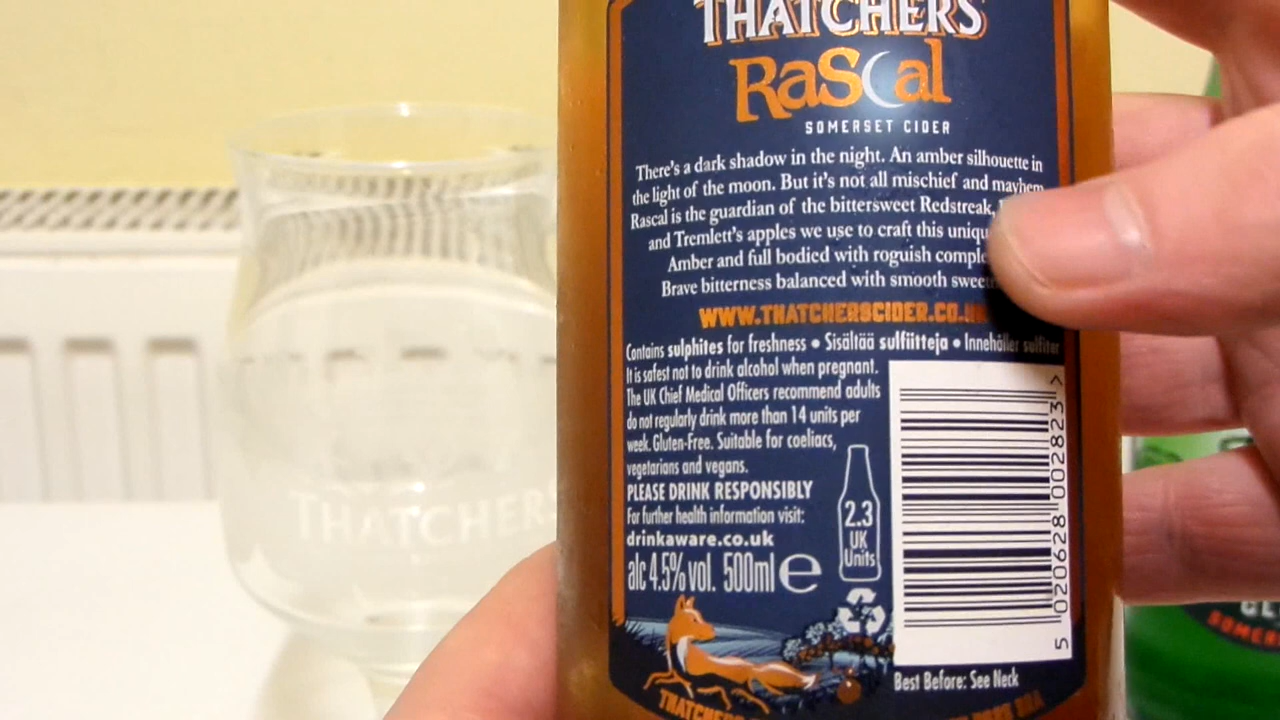 THATCHERS
RaScal
SOMERSET CIDER
There's a dark shadow in the night. An amber silhouette in
the light of the moon. But it's not all mischief and mayhem
Rascal is the guardian of the bittersweet Redstreak,
and Tremlett's apples we use to craft this
Amber and full bodied with roguish
Brave bitterness balanced with smooth
WWW.THATCHERSCIDER.CO.UK
Contains sulphites for freshness • Sisältää sulfiitteja • Innehåller sulfiter
It is safest not to drink alcohol when pregnant.
The UK Chief Medical Officers recommend adults
do not regularly drink more than 14 units per
week. Gluten-Free. Suitable for coeliacs,
vegetarians and vegans.
PLEASE DRINK RESPONSIBLY
For further health information visit:
drinkaware.co.uk
alc 4.5% vol. 500ml e
2.3
UK
Units
5 020628 002823 >
Best Before: See Neck
THATCHERS
THATCHERS